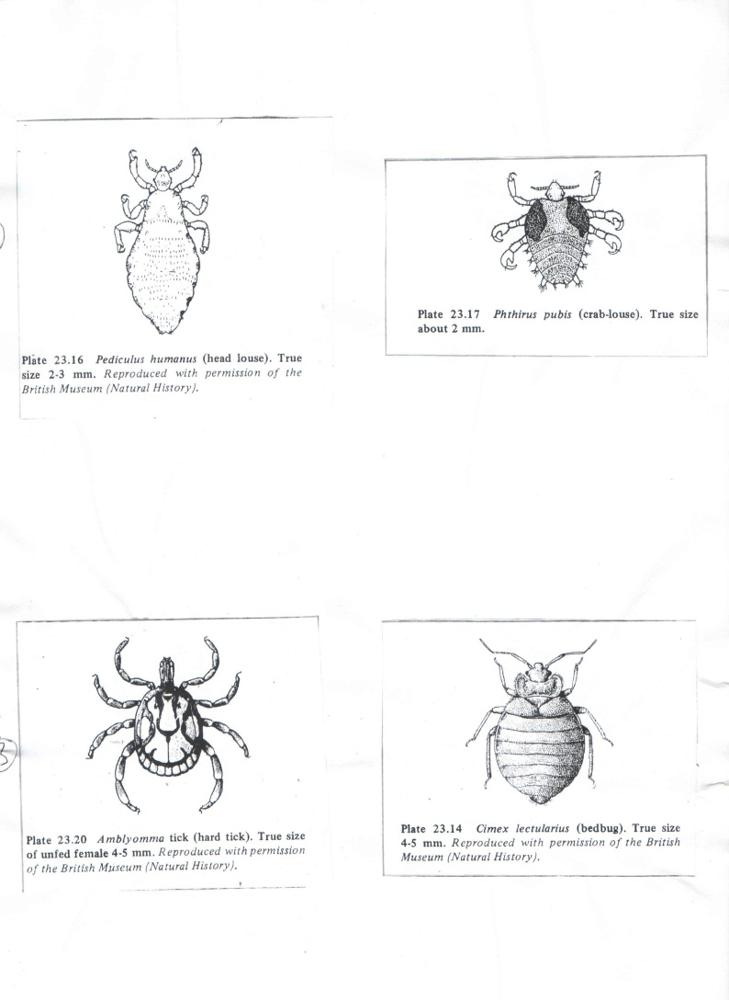 Plate 23.16 Pediculus humanus (head louse). True
size 2-3 mm. Reproduced with permission of the
British Museum (Natural History).
Plate 23.17 Phthirus pubis (crab-louse). True size
about 2 mm.
3
Plate 23.20 Amblyomma tick (hard tick). True size
of unfed female 4-5 mm. Reproduced with permission
of the British Museum (Natural History).
Plate 23.14 Cimex lectularius (bedbug). True size
4-5 mm. Reproduced with permission of the British
Museum (Natural History).